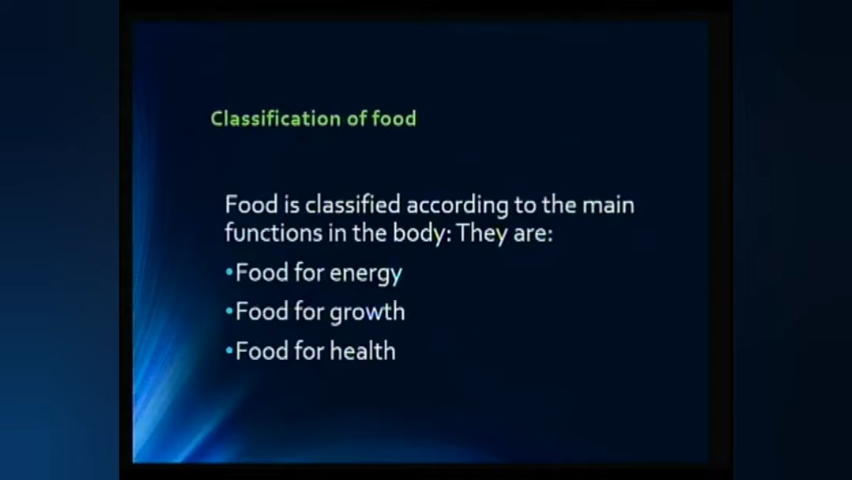 Classification of food
Food is classified according to the main
functions in the body: They are:
•Food for energy
•Food for growth
•Food for health